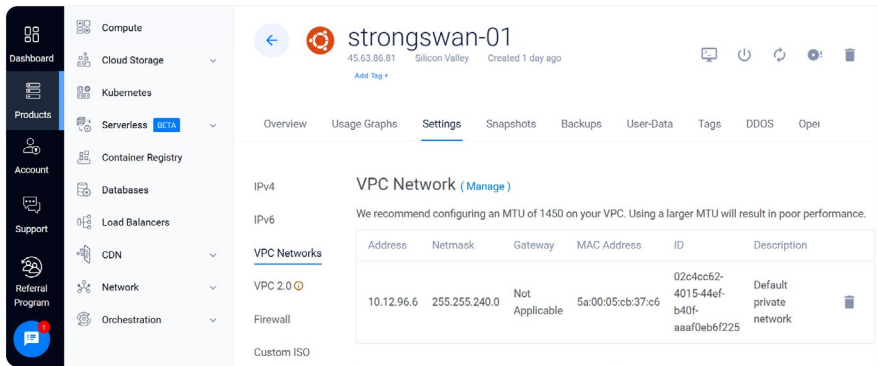 Dashboard
Products
Account
Support
Referral
Program
1
Compute
Cloud Storage
Kubernetes
Serverless BETA
Container Registry
Databases
Load Balancers
CDN
Network
Orchestration
strongswan-01
45.63.86.81 Silicon Valley Created 1 day ago
Add Tag +
Overview Usage Graphs Settings Snapshots Backups User-Data Tags DDOS Oper
IPv4
IPv6
VPC Networks
VPC 2.0
Firewall
Custom ISO
VPC Network ( Manage )
We recommend configuring an MTU of 1450 on your VPC. Using a larger MTU will result in poor performance.
Address Netmask Gateway MAC Address ID Description
10.12.96.6 255.255.240.0 Not Applicable 5a:00:05:cb:37:c6 02c4cc62-4015-44ef-b40f-aaaf0eb6f225 Default private network